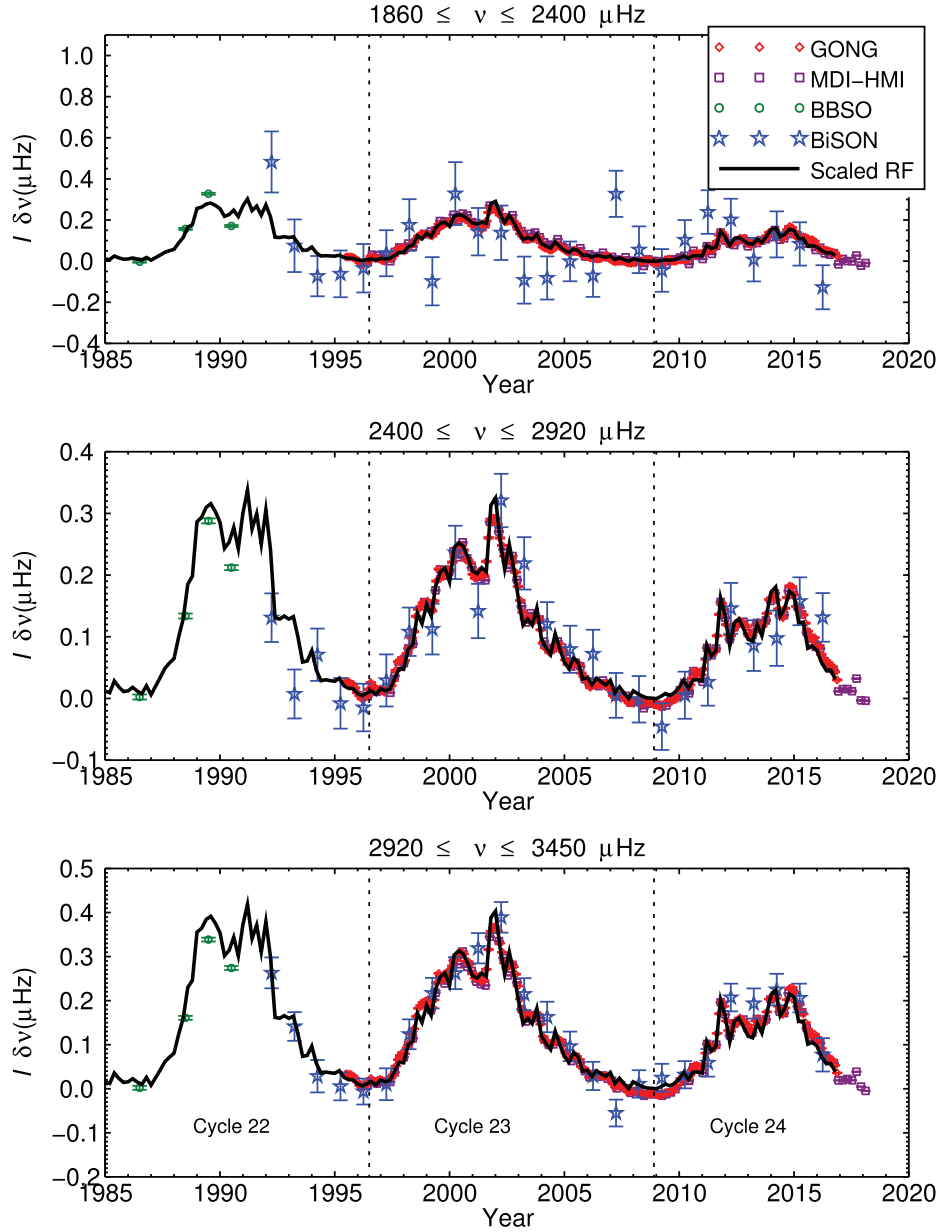 1860 ≤ ν ≤ 2400 μHz
GONG
MDI−HMI
BBSO
BiSON
Scaled RF
I δν(μHz)
1.0
0.8
0.6
0.4
0.2
0.0
−0.2
−0.4
1985 1990 1995 2000 2005 2010 2015 2020
Year
2400 ≤ ν ≤ 2920 μHz
I δν(μHz)
0.4
0.3
0.2
0.1
0.0
−0.1
1985 1990 1995 2000 2005 2010 2015 2020
Year
2920 ≤ ν ≤ 3450 μHz
I δν(μHz)
0.5
0.4
0.3
0.2
0.1
0.0
−0.1
−0.2
Cycle 22 Cycle 23 Cycle 24
1985 1990 1995 2000 2005 2010 2015 2020
Year